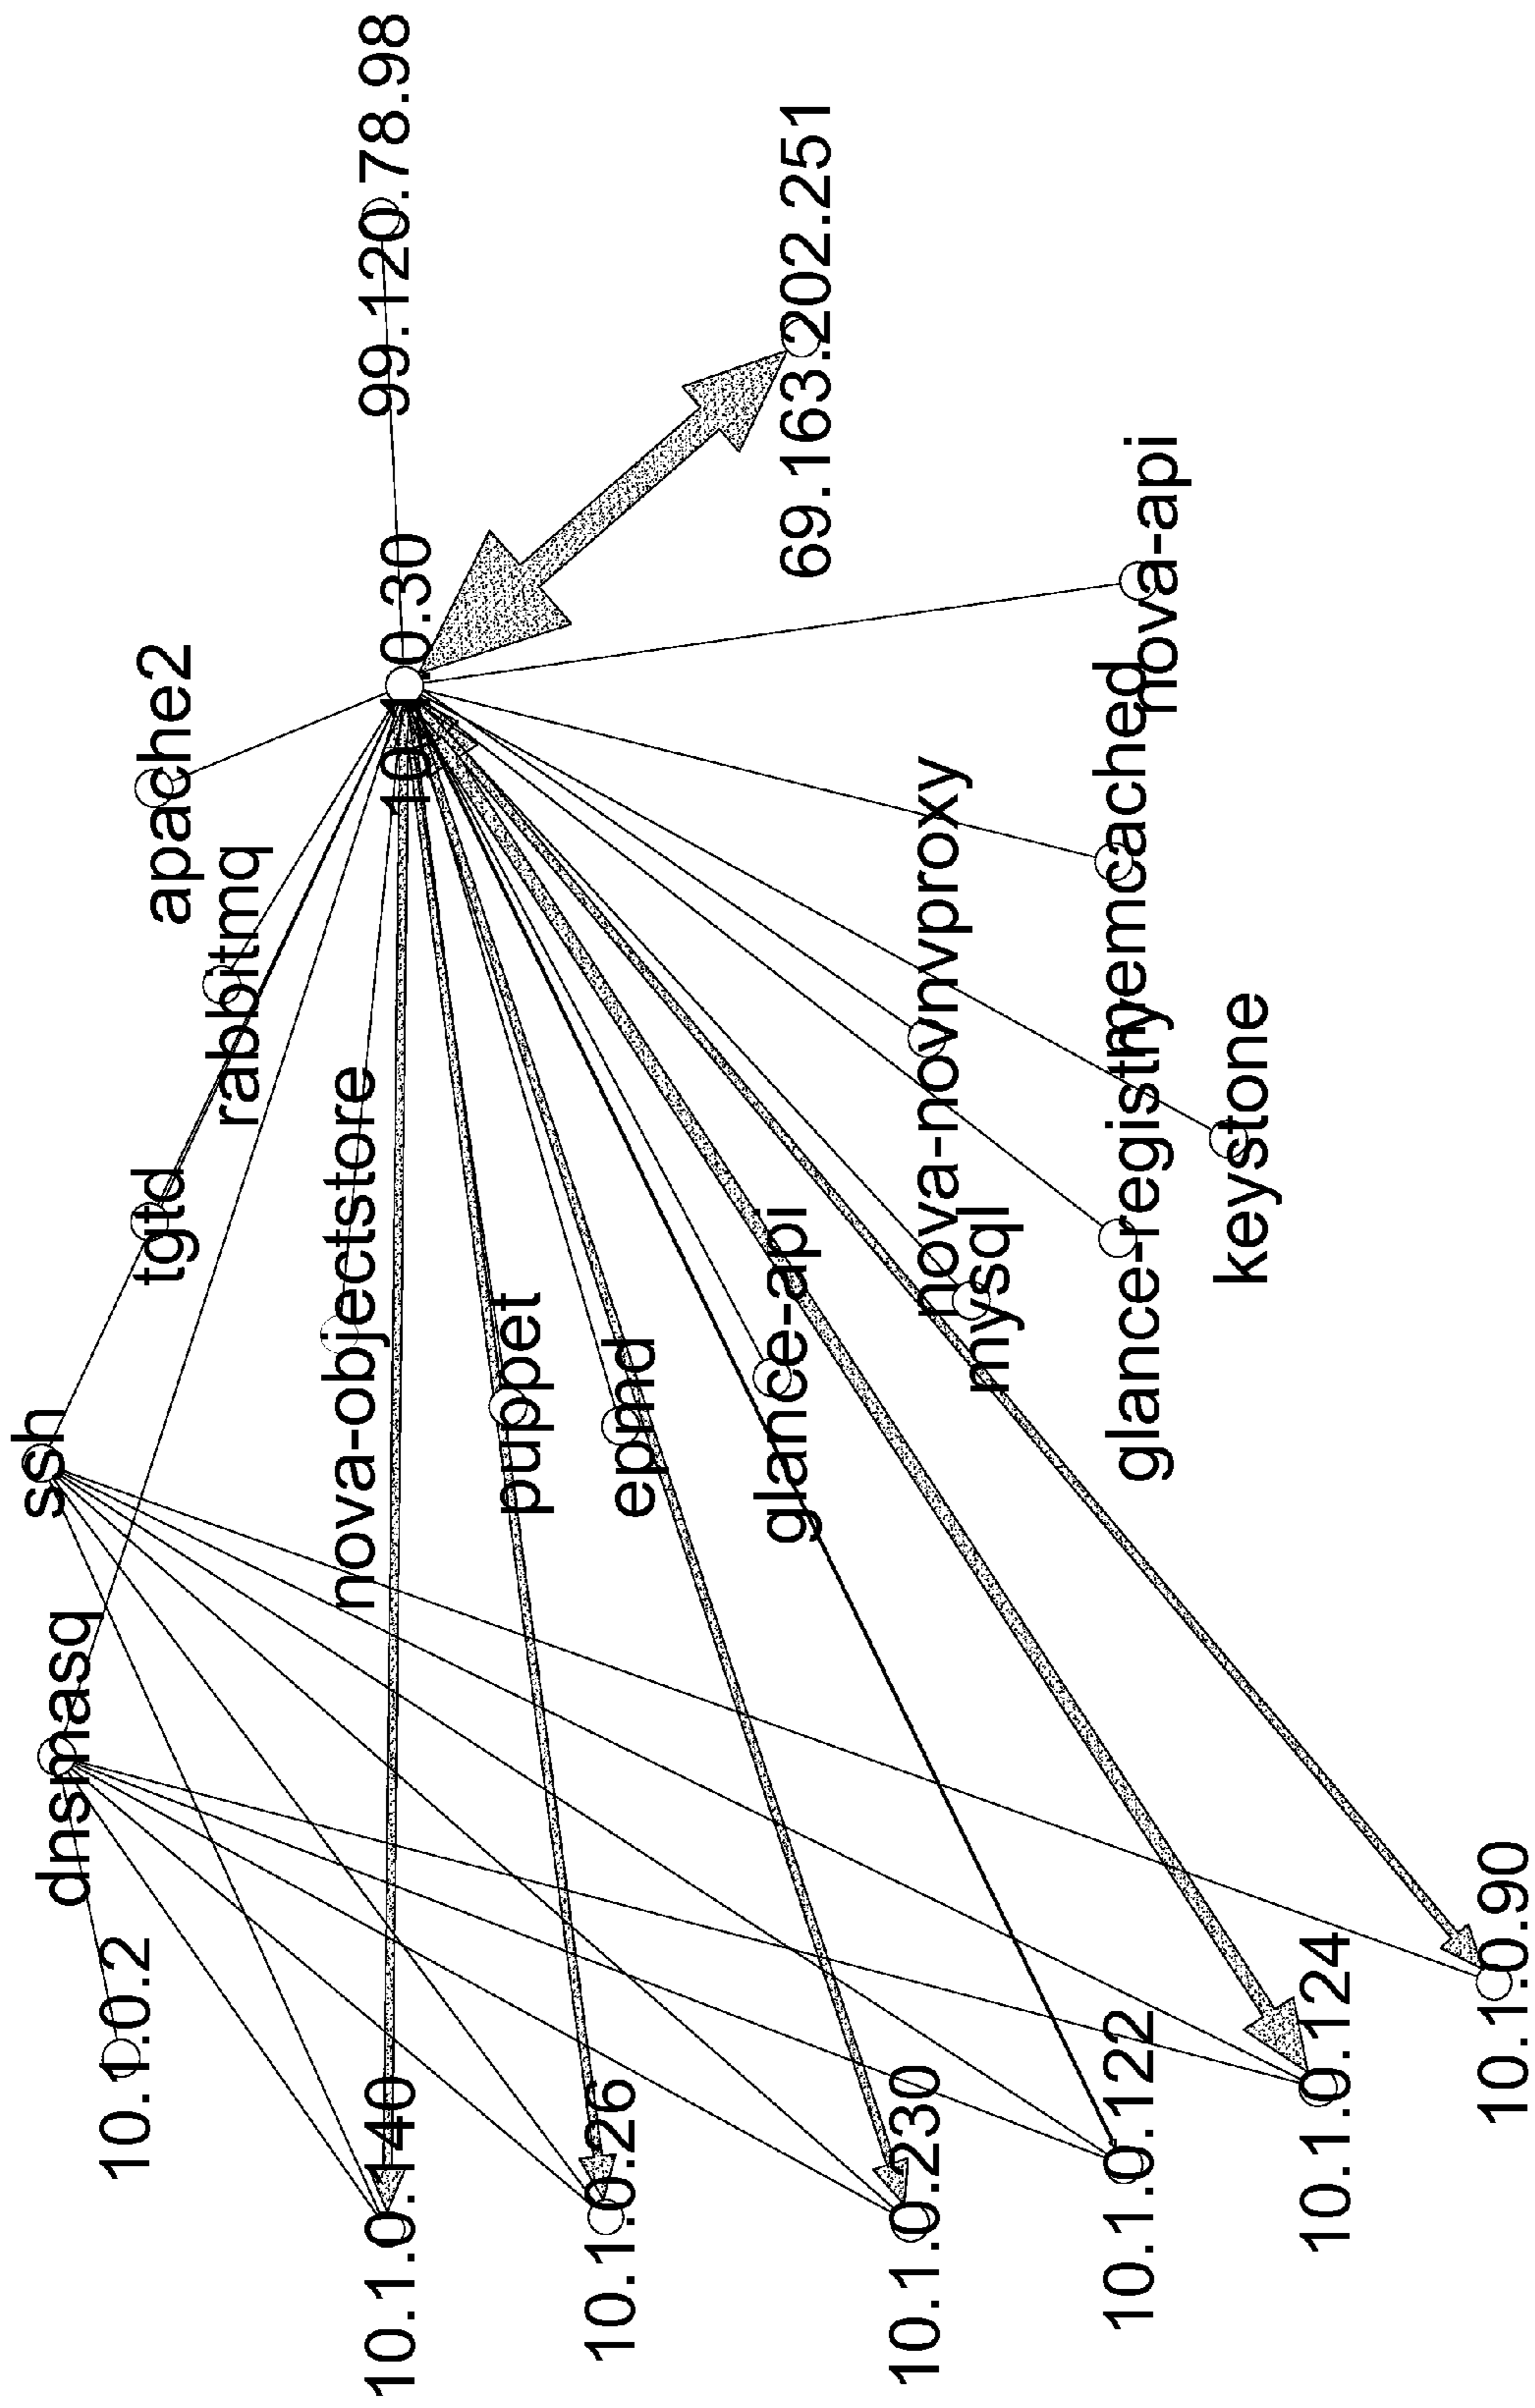 ssh
dnsmasq
10.1.0.2
tgtd
apache2
rabbitmq
nova-objectstore
99.120.78.98
10.1.0.140
10.1.0.30
puppet
10.1.0.26
epmd
glance-api
69.163.202.251
10.1.0.230
nova-novnvproxy
mysql
memcached
10.1.0.122
glance-registry
nova-api
keystone
10.1.0.124
10.1.0.90